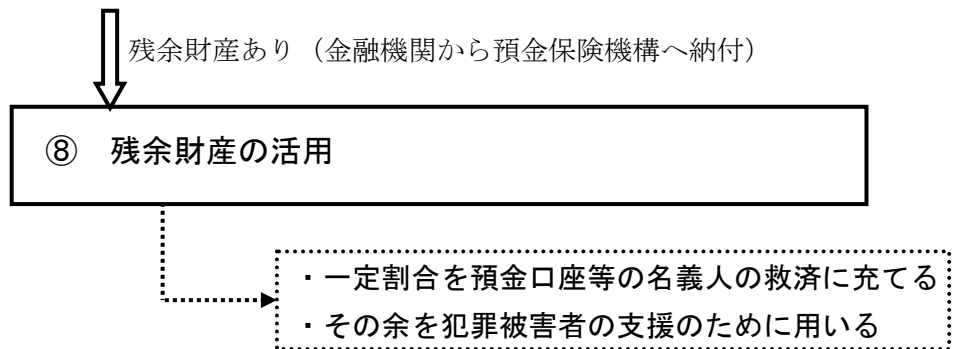 残余財産あり（金融機関から預金保険機構へ納付）
⑧　残余財産の活用
・一定割合を預金口座等の名義人の救済に充てる
・その余を犯罪被害者の支援のために用いる